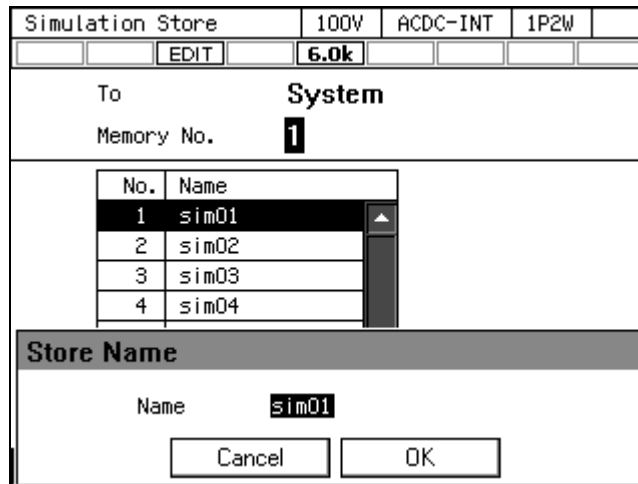 Simulation Store 100V ACDC-INT 1P2W
EDIT 6.0k
To System
Memory No. 1
No. Name
1 sim01
2 sim02
3 sim03
4 sim04
Store Name
Name sim01
Cancel OK